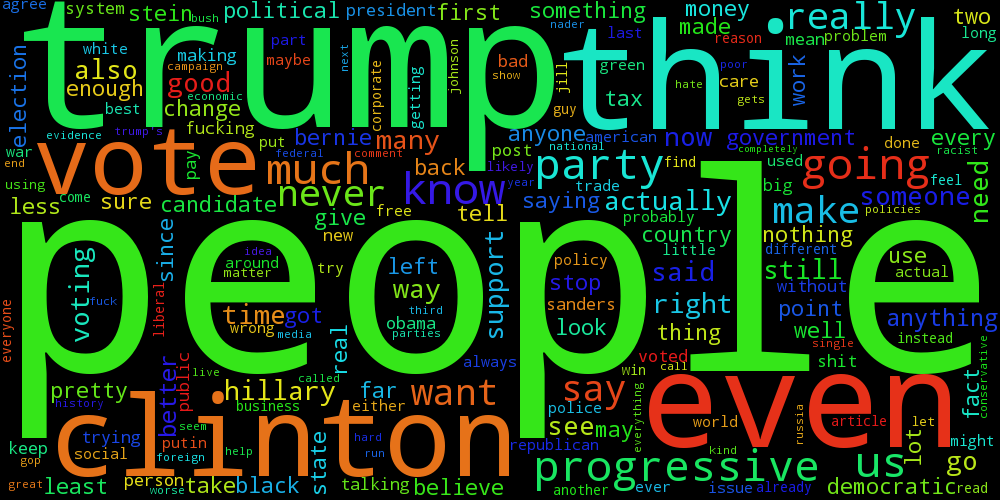 agree
system
stein
bush
political
president
first
nader
something
money
really
two
long
election
trump
think
white
making
part
maybe
next
corporate
getting
johnson
bad
show
jill
guy
last
green
made
reason
mean
problem
also
enough
good
campaign
economic
best
change
tax
poor
care
hate
gets
work
fucking
evidence
trump's
put
bernie
many
anyone
american
national
now
government
completely
done
every
racist
war
end
vote
pay
federal
comment
much
back
post
likely
year
party
find
used
going
feel
need
using
come
less
sure
candidate
never
know
trade
saying
actually
big
someone
policies
give
free
tell
probably
make
new
country
nothing
little
different
people
voting
since
idea
around
matter
try
left
way
support
policy
stop
said
still
use
actual
everyone
fuck
liberal
time
got
wrong
media
obama
third
parties
sanders
look
right
without
point
anything
thing
well
instead
real
always
voted
call
single
shit
win
live
called
pretty
history
better
public
hillary
business
far
either
want
say
even
fact
conservative
clinton
police
everything
world
russia
article
let
see
may
lot
might
keep
gop
trying
social
seem
putin
foreign
help
state
hard
run
republican
kind
progressive
us
go
great
least
person
worse
take
black
talking
believe
another
ever
issue
already
democratic
read